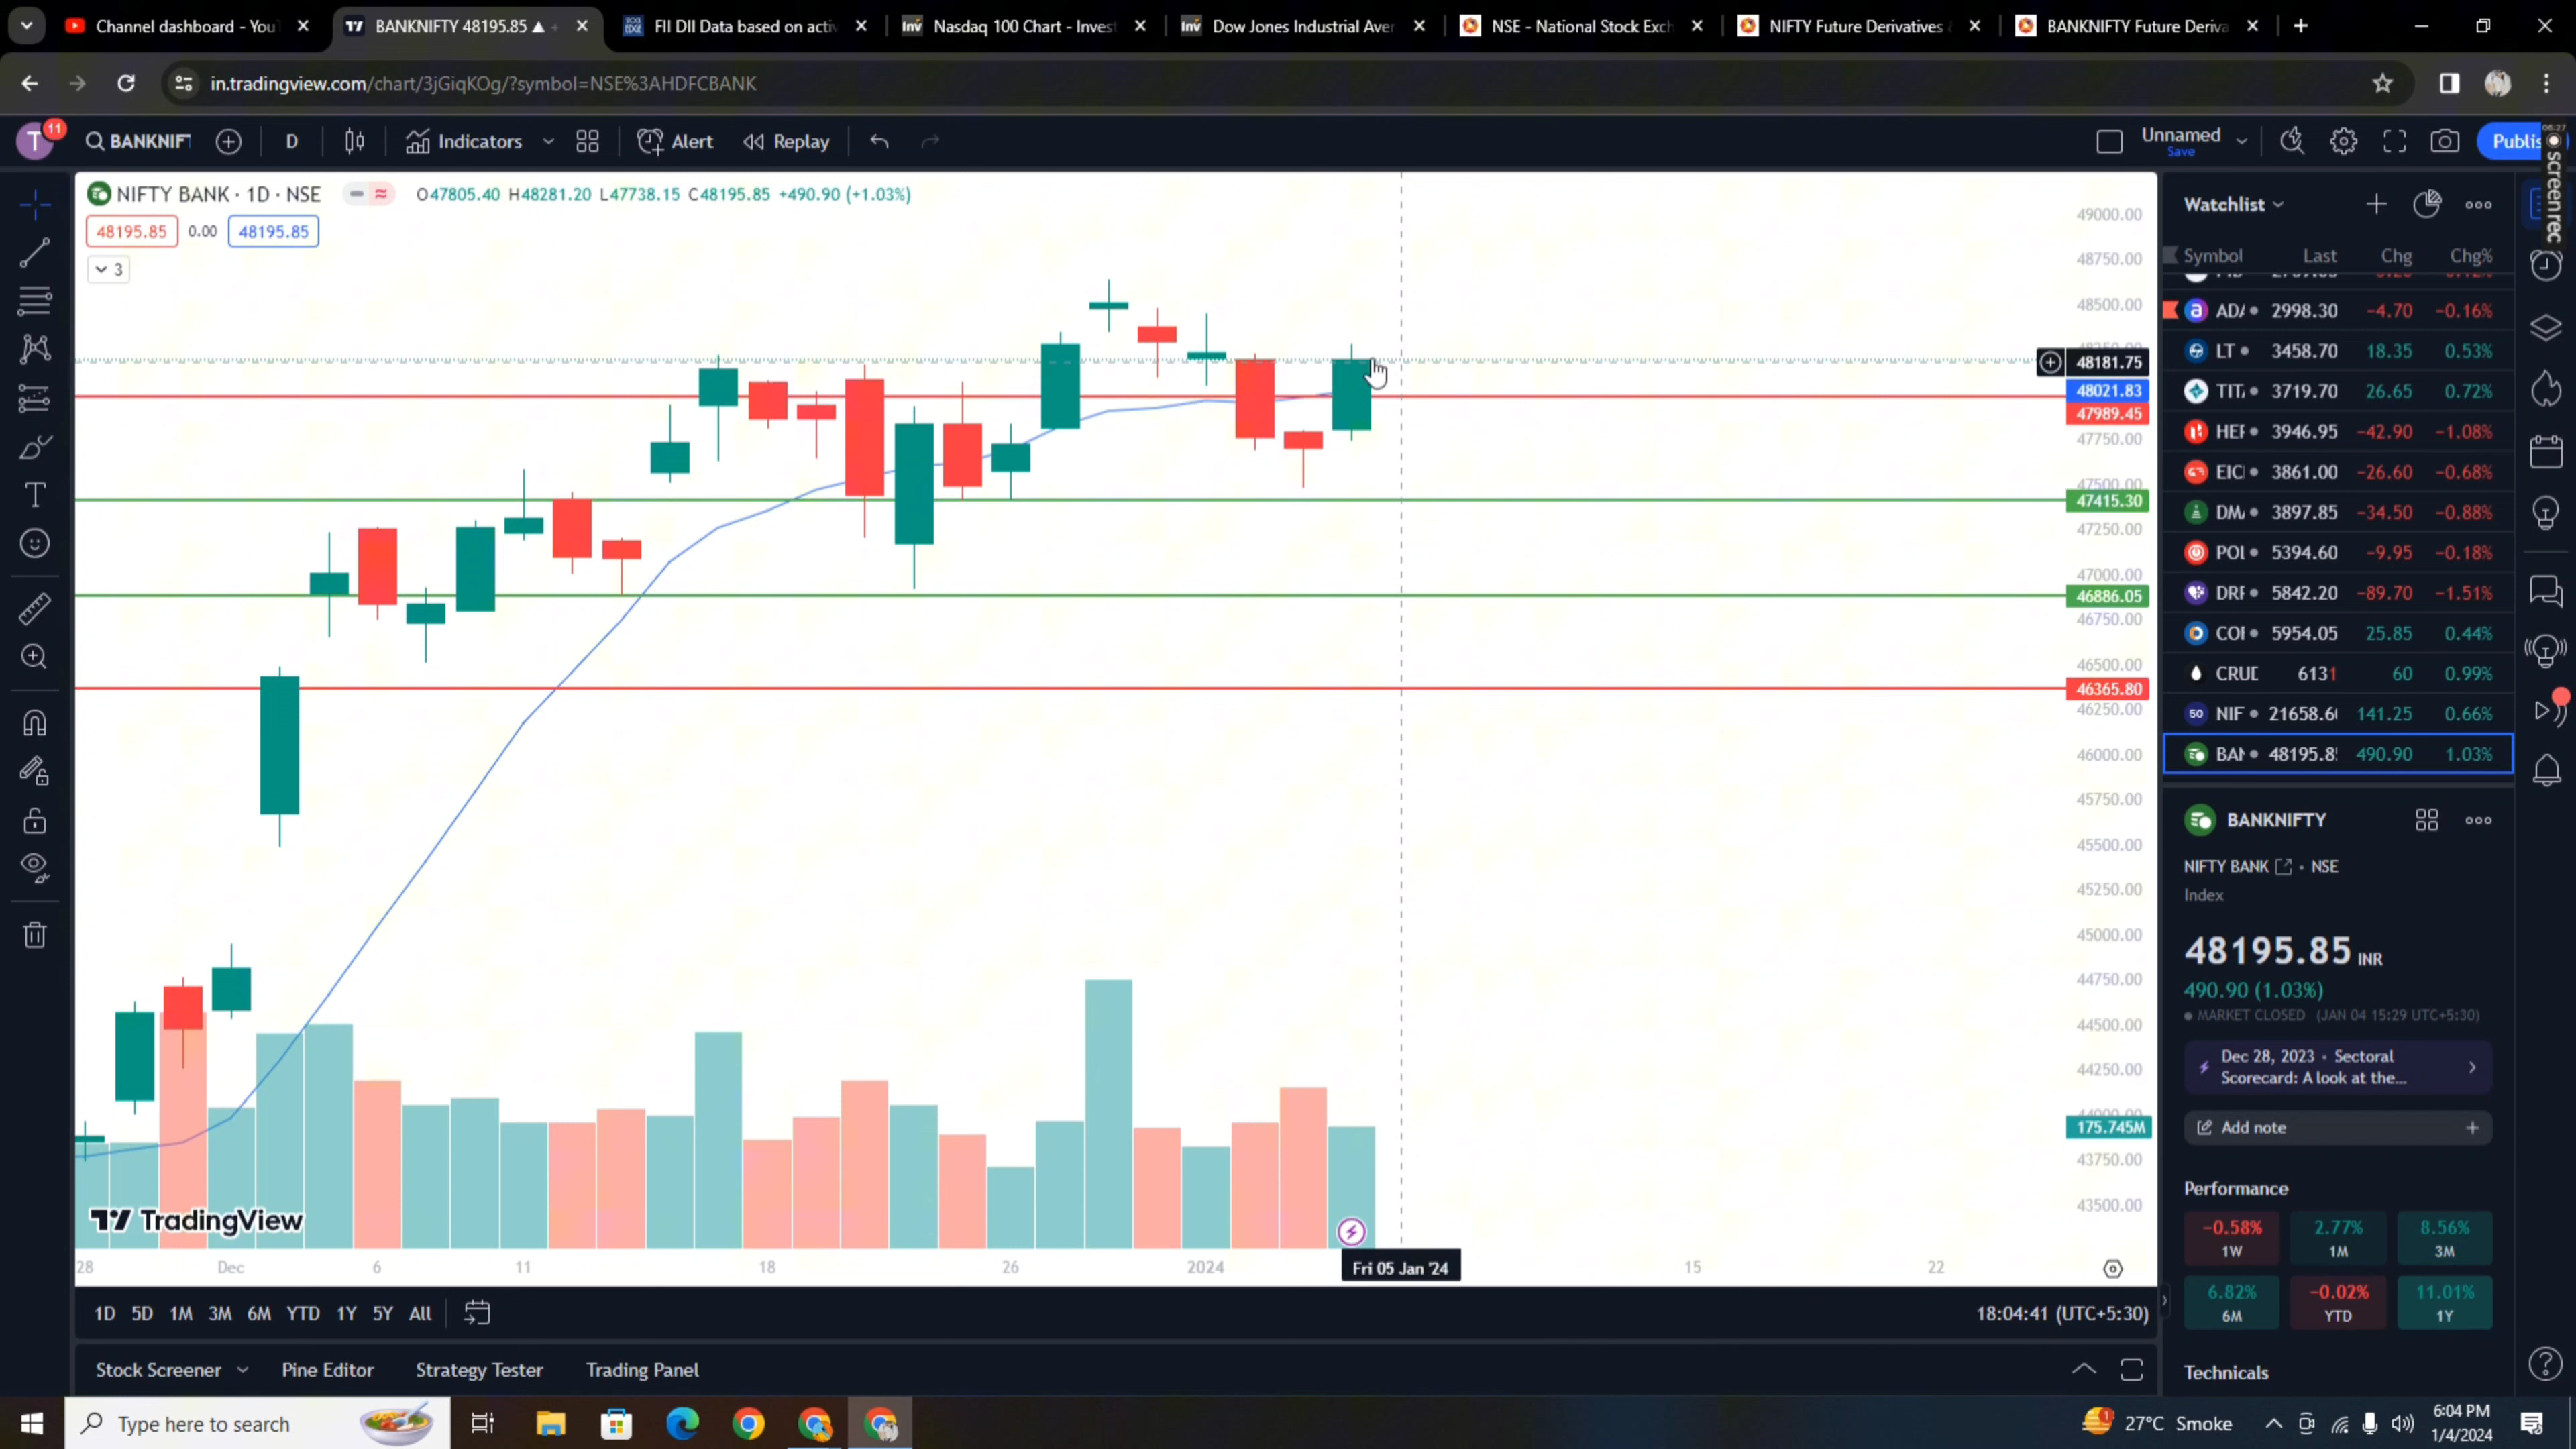 Channel dashboard - You
BANKNIFTY 48195.85 ▲ +
FII DII Data based on activ
Nasdaq 100 Chart - Invest
Dow Jones Industrial Aver
NSE - National Stock Exch
NIFTY Future Derivatives &
BANKNIFTY Future Deriva
in.tradingview.com/chart/3jGiqKOg/?symbol=NSE%3AHDFCBANK
T
11
BANKNIF
D
Indicators
Alert
Replay
Unnamed
Save
Publis
06:27
screenrec
NIFTY BANK · 1D · NSE
O47805.40 H48281.20 L47738.15 C48195.85 +490.90 (+1.03%)
48195.85
0.00
48195.85
3
49000.00
48750.00
48500.00
48181.75
48021.83
47989.45
47750.00
47500.00
47415.30
47250.00
47000.00
46886.05
46750.00
46500.00
46365.80
46250.00
46000.00
45750.00
45500.00
45250.00
45000.00
44750.00
44500.00
44250.00
44000.00
175.745M
43750.00
43500.00
TradingView
28
Dec
6
11
18
26
2024
Fri 05 Jan '24
15
22
1D 5D 1M 3M 6M YTD 1Y 5Y All
18:04:41 (UTC+5:30)
Stock Screener
Pine Editor
Strategy Tester
Trading Panel
Watchlist
Symbol Last Chg Chg%
2998.30 −4.70 −0.16%
LT 3458.70 18.35 0.53%
3719.70 26.65 0.72%
3946.95 −42.90 −1.08%
3861.00 −26.60 −0.68%
3897.85 −34.50 −0.88%
5394.60 −9.95 −0.18%
5842.20 −89.70 −1.51%
5954.05 25.85 0.44%
CRUD 6131 60 0.99%
50 NIF 21658.6 141.25 0.66%
BAN 48195.8 490.90 1.03%
BANKNIFTY
NIFTY BANK · NSE
Index
48195.85 INR
490.90 (1.03%)
MARKET CLOSED (JAN 04 15:29 UTC+5:30)
Dec 28, 2023 · Sectoral
Scorecard: A look at the...
Add note
Performance
−0.58%
1W
2.77%
1M
8.56%
3M
6.82%
6M
−0.02%
YTD
11.01%
1Y
Technicals
Type here to search
27°C Smoke
6:04 PM
1/4/2024